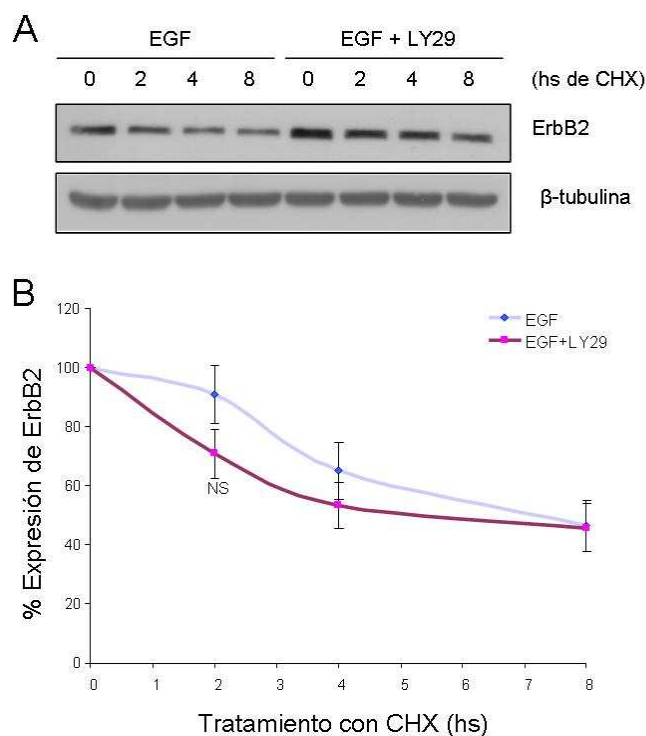 A
EGF EGF + LY29
0 2 4 8 0 2 4 8 (hs de CHX)
ErbB2
β-tubulina
B
120
100
80
60
40
20
0
0 1 2 3 4 5 6 7 8
% Expresión de ErbB2
EGF
EGF+LY29
NS
Tratamiento con CHX (hs)